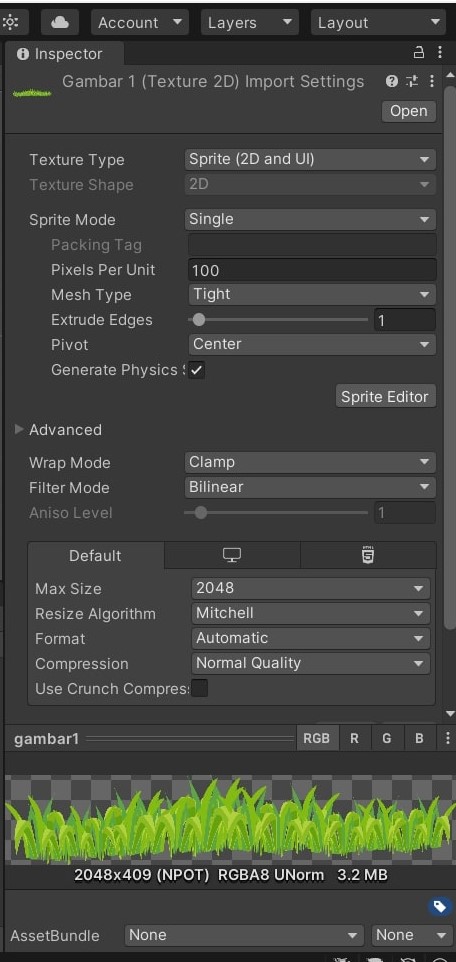 Account Layers Layout
Inspector
Gambar 1 (Texture 2D) Import Settings
Open
Texture Type Sprite (2D and UI)
Texture Shape 2D
Sprite Mode Single
Packing Tag
Pixels Per Unit 100
Mesh Type Tight
Extrude Edges 1
Pivot Center
Generate Physics
Sprite Editor
Advanced
Wrap Mode Clamp
Filter Mode Bilinear
Aniso Level 1
Default
Max Size 2048
Resize Algorithm Mitchell
Format Automatic
Compression Normal Quality
Use Crunch Compres
gambar1 RGB R G B
2048x409 (NPOT) RGBA8 UNorm 3.2 MB
AssetBundle None None